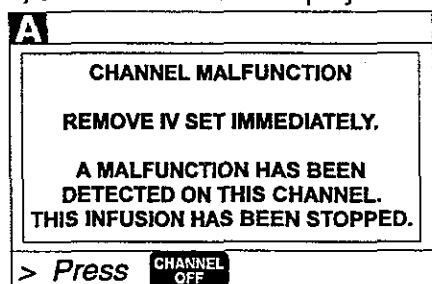 A
CHANNEL MALFUNCTION
REMOVE IV SET IMMEDIATELY.
A MALFUNCTION HAS BEEN
DETECTED ON THIS CHANNEL.
THIS INFUSION HAS BEEN STOPPED.
> Press CHANNEL OFF